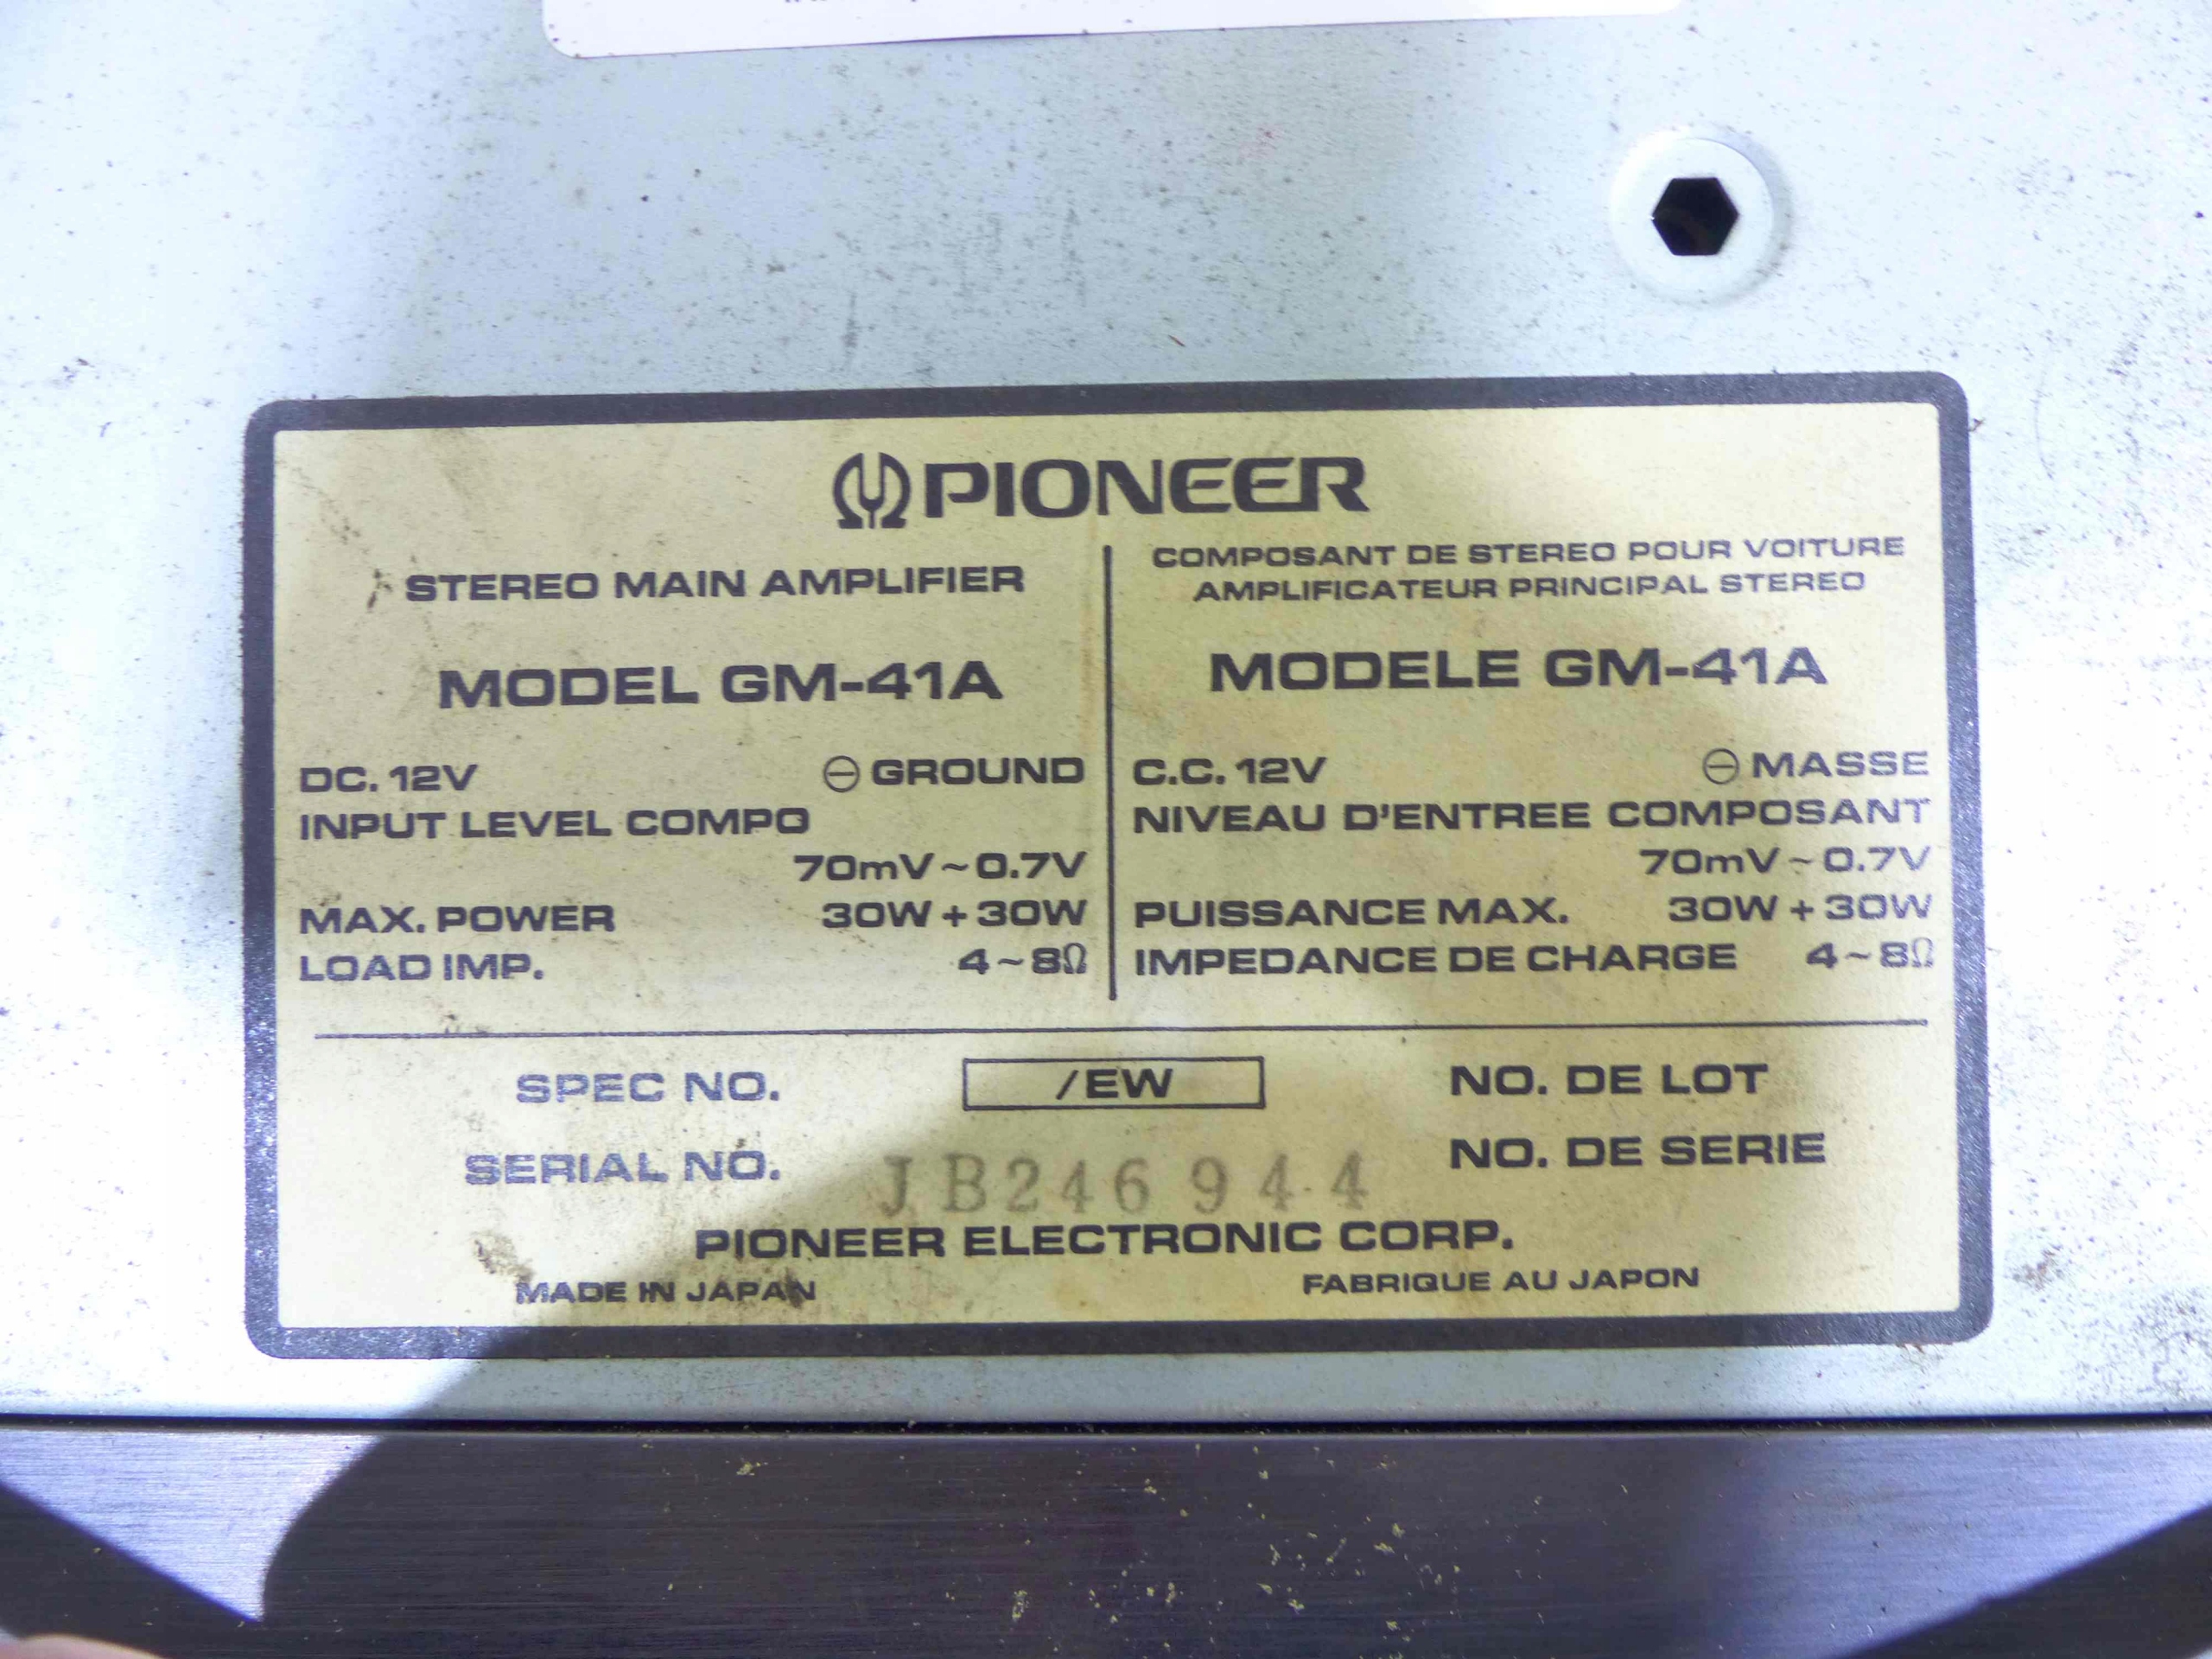 PIONEER
STEREO MAIN AMPLIFIER
MODEL GM-41A
DC. 12V ⊖ GROUND
INPUT LEVEL COMPO
70mV~0.7V
MAX. POWER 30W+30W
LOAD IMP. 4~8Ω
COMPOSANT DE STEREO POUR VOITURE
AMPLIFICATEUR PRINCIPAL STEREO
MODELE GM-41A
C.C. 12V ⊖ MASSE
NIVEAU D'ENTREE COMPOSANT
70mV~0.7V
PUISSANCE MAX. 30W+30W
IMPEDANCE DE CHARGE 4~8Ω
SPEC NO. /EW NO. DE LOT
SERIAL NO. JB246944 NO. DE SERIE
PIONEER ELECTRONIC CORP.
MADE IN JAPAN FABRIQUE AU JAPON